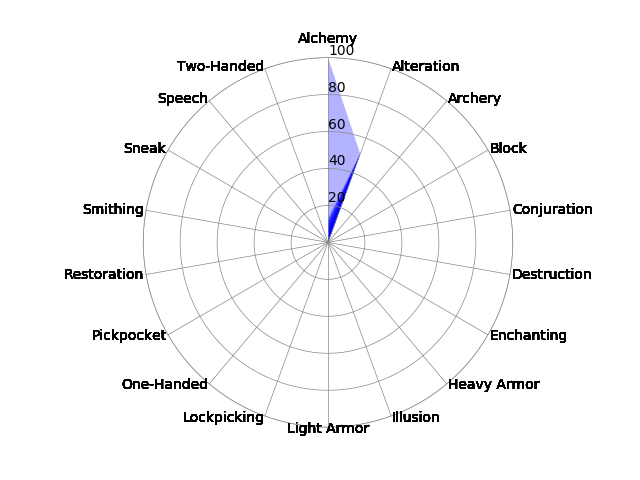 Alchemy
100
Two-Handed
Alteration
80
Speech
Archery
60
Sneak
Block
40
20
Smithing
Conjuration
Restoration
Destruction
Pickpocket
Enchanting
One-Handed
Heavy Armor
Lockpicking
Illusion
Light Armor